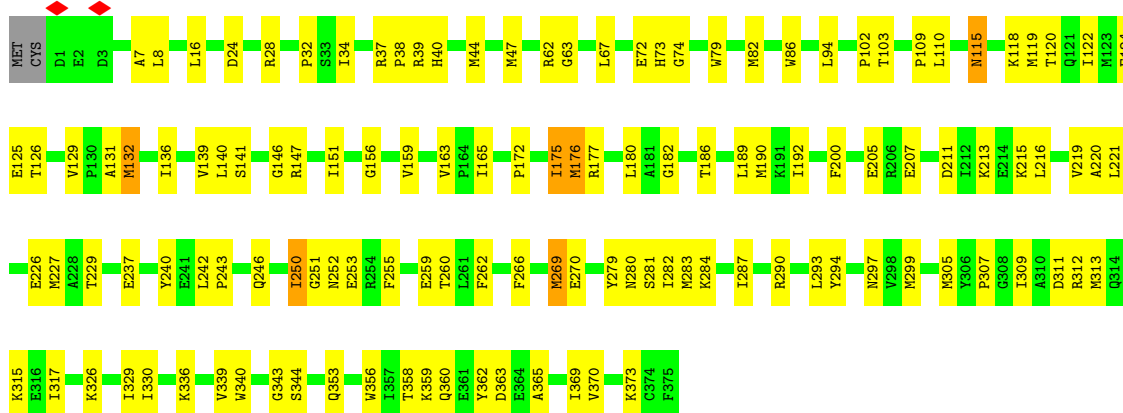 MET CYS D1 E2 D3 A7 L8 L16 D24 R28 P32 S33 I34 R37 P38 R39 H40 M44 M47 R62 G63 L67 E72 H73 G74 W79 M82 W86 L94 P102 T103 P109 L110 N115 K118 M119 T120 Q121 I122 M123
E125 T126 V129 P130 A131 M132 I136 V139 L140 S141 G146 R147 I151 G156 V159 V163 P164 I165 P172 I175 M176 R177 L180 A181 G182 T186 L189 M190 K191 I192 F200 E205 R206 E207 D211 I212 K213 E214 K215 L216 V219 A220 L221
E226 M227 A228 T229 E237 Y240 E241 L242 P243 Q246 I250 G251 N252 E253 R254 F255 E259 T260 L261 F262 F266 M269 E270 Y279 N280 S281 I282 M283 K284 I287 R290 L293 Y294 N297 V298 M299 M305 Y306 P307 G308 I309 A310 D311 R312 M313 Q314
K315 E316 I317 K326 I329 I330 K336 V339 W340 G343 S344 Q353 W356 I357 T358 K359 Q360 E361 Y362 D363 E364 A365 I369 V370 K373 C374 F375